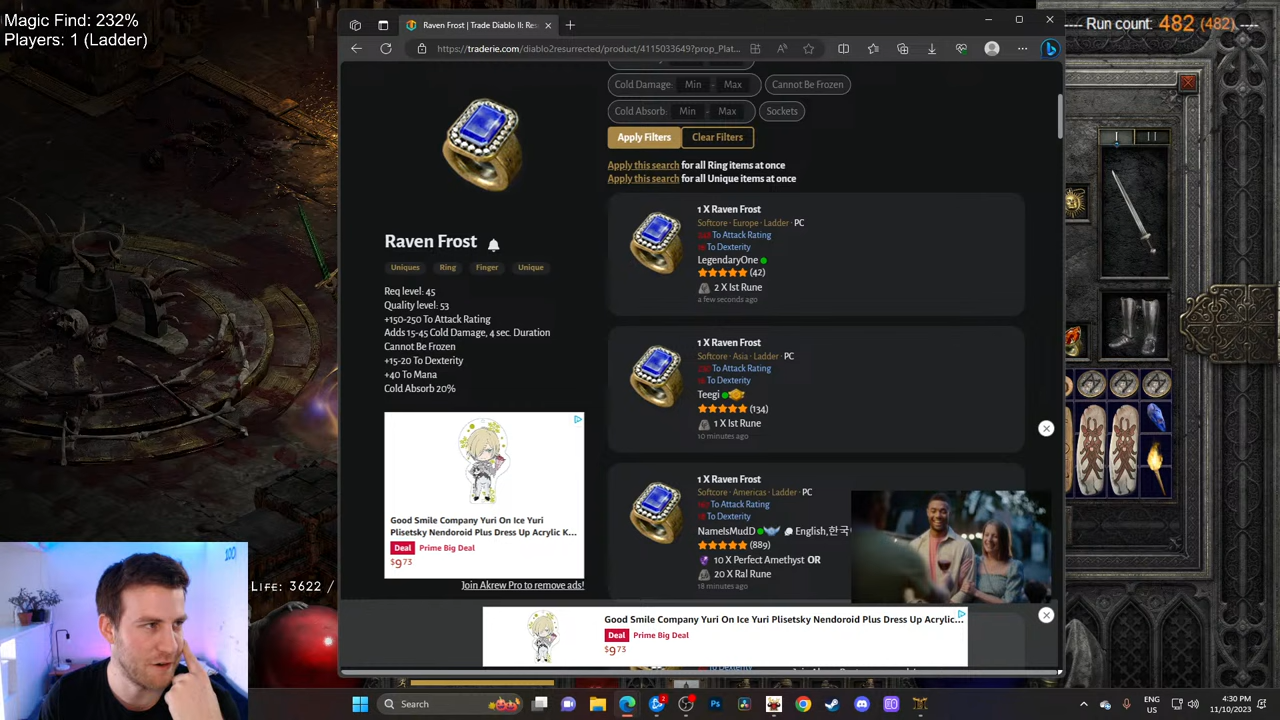 Magic Find: 232%
Players: 1 (Ladder)
Raven Frost | Trade Diablo II: Res
---- Run count: 482 (482) ----
https://traderie.com/diablo2resurrected/product/4115033649?prop_Plat...
Cold Damage: Min - Max
Cannot Be Frozen
Cold Absorb: Min - Max
Sockets
Apply Filters
Clear Filters
Apply this search for all Ring items at once
Apply this search for all Unique items at once
Raven Frost
Uniques
Ring
Finger
Unique
Req level: 45
Quality level: 53
+150-250 To Attack Rating
Adds 15-45 Cold Damage, 4 sec. Duration
Cannot Be Frozen
+15-20 To Dexterity
+40 To Mana
Cold Absorb 20%
Good Smile Company Yuri On Ice Yuri
Plisetsky Nendoroid Plus Dress Up Acrylic K...
Deal Prime Big Deal
$9.73
Join Akrew Pro to remove ads!
1 X Raven Frost
Softcore · Europe · Ladder · PC
To Attack Rating
To Dexterity
LegendaryOne
(42)
2 X Ist Rune
a few seconds ago
1 X Raven Frost
Softcore · Asia · Ladder · PC
To Attack Rating
To Dexterity
Teegi
(134)
1 X Ist Rune
10 minutes ago
1 X Raven Frost
Softcore · Americas · Ladder · PC
To Attack Rating
To Dexterity
NameIsMudD English,한국
(889)
10 X Perfect Amethyst OR
20 X Ral Rune
18 minutes ago
Good Smile Company Yuri On Ice Yuri Plisetsky Nendoroid Plus Dress Up Acrylic...
Deal Prime Big Deal
$9.73
I
II
Life: 3622 /
Search
2
ENG
US
4:30 PM
11/10/2023